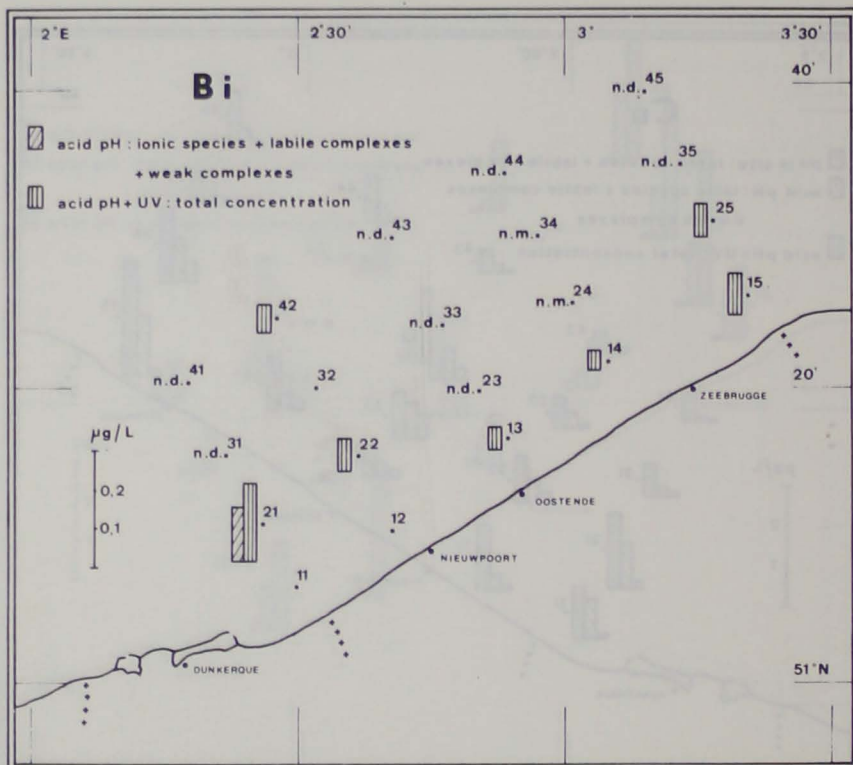 2°E 2°30' 3° 3°30'
40'
Bi
n.d. 45
acid pH : ionic species + labile complexes
+ weak complexes
acid pH + UV : total concentration
n.d. 44
n.d. 35
25
n.d. 43
n.m. 34
15
42
n.d. 33
n.m. 24
n.d. 41
32
n.d. 23
14
20'
ZEEBRUGGE
µg/L
n.d. 31
22
13
0,2
0,1
21
12
OOSTENDE
NIEUWPOORT
11
DUNKERQUE
51°N